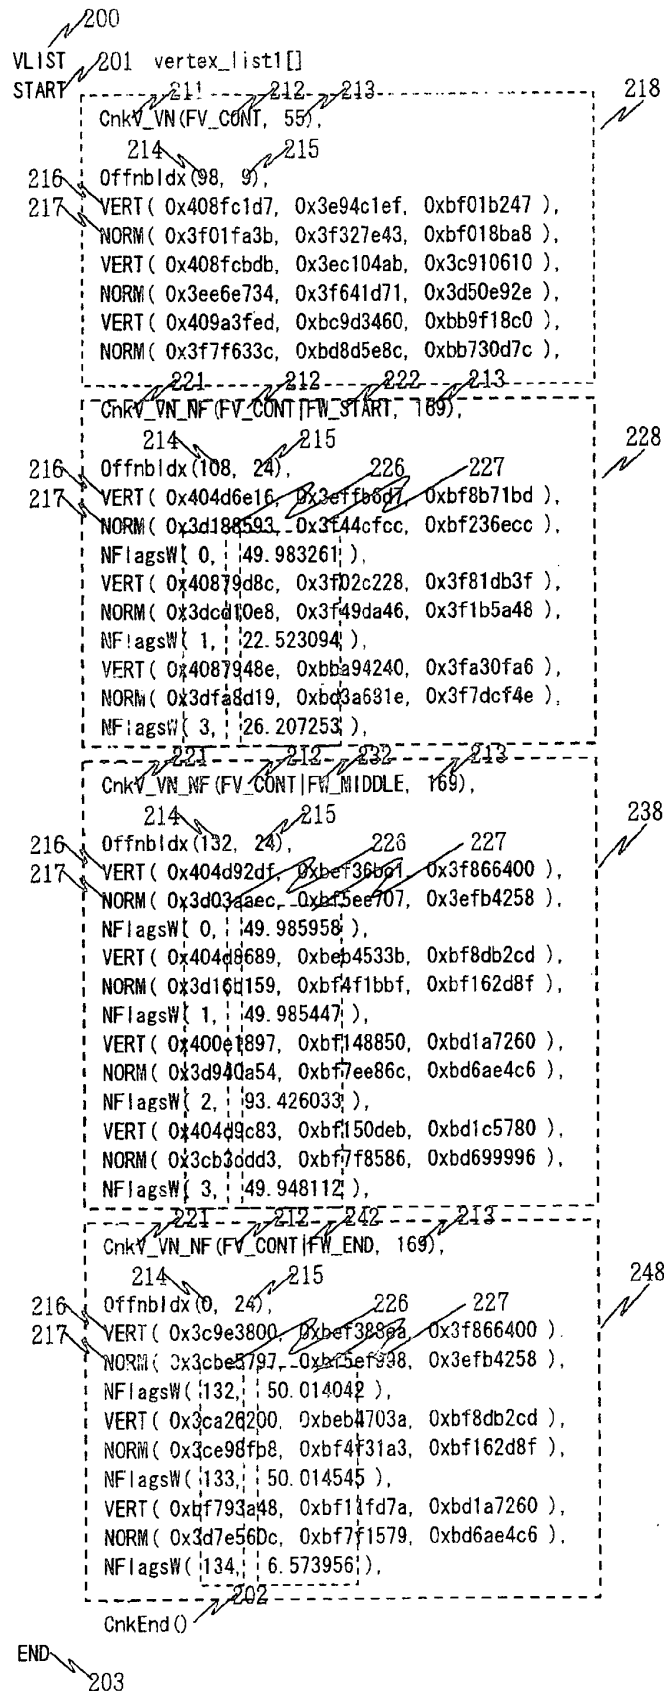 200
VLIST 201 vertex_list1[]
START
211 212 213 218
CnkV_VN(FV_CONT, 55),
214 215
216 OffnbIdx(98, 9),
217 VERT( 0x408fc1d7, 0x3e94c1ef, 0xbf01b247 ),
NORM( 0x3f01fa3b, 0x3f327e43, 0xbf018ba8 ),
VERT( 0x408fcbdb, 0x3ec104ab, 0x3c910610 ),
NORM( 0x3ee6e734, 0x3f641d71, 0x3d50e92e ),
VERT( 0x409a3fed, 0xbc9d3460, 0xbb9f18c0 ),
NORM( 0x3f7f633c, 0xbd8d5e8c, 0xbb730d7c ),
221 212 222 213
CnkV_VN_NF(FV_CONT|FW_START, 169),
214 215 228
216 OffnbIdx(108, 24), 226 227
217 VERT( 0x404d6e16, 0x3effb6d7, 0xbf8b71bd ),
NORM( 0x3d188593, 0x3f44cfcc, 0xbf236ecc ),
NFlagsW( 0, 49.983261 ),
VERT( 0x40879d8c, 0x3f02c228, 0x3f81db3f ),
NORM( 0x3dcd10e8, 0x3f49da46, 0x3f1b5a48 ),
NFlagsW( 1, 22.523094 ),
VERT( 0x4087948e, 0xbba94240, 0x3fa30fa6 ),
NORM( 0x3dfa8d19, 0xbd3a631e, 0x3f7dcf4e ),
NFlagsW( 3, 26.207253 ),
221 212 232 213
CnkV_VN_NF(FV_CONT|FW_MIDDLE, 169),
214 215 238
216 OffnbIdx(132, 24), 226 227
217 VERT( 0x404d92df, 0xbef36bc1, 0x3f866400 ),
NORM( 0x3d03aaec, 0xbf5ee707, 0x3efb4258 ),
NFlagsW( 0, 49.985958 ),
VERT( 0x404d8689, 0xbeb4533b, 0xbf8db2cd ),
NORM( 0x3d16b159, 0xbf4f1bbf, 0xbf162d8f ),
NFlagsW( 1, 49.985447 ),
VERT( 0x400e1897, 0xbf148850, 0xbd1a7260 ),
NORM( 0x3d940a54, 0xbf7ee86c, 0xbd6ae4c6 ),
NFlagsW( 2, 93.426033 ),
VERT( 0x404d9c83, 0xbf150deb, 0xbd1c5780 ),
NORM( 0x3cb3cdd3, 0xbf7f8586, 0xbd699996 ),
NFlagsW( 3, 49.948112 ),
221 212 242 213
CnkV_VN_NF(FV_CONT|FW_END, 169),
214 215 248
216 OffnbIdx(0, 24), 226 227
217 VERT( 0x3c9e3800, 0xbef388ea, 0x3f866400 ).
NORM( 0x3cbe5797, 0xbf5ef998, 0x3efb4258 ),
NFlagsW( 132, 50.014042 ),
VERT( 0x3ca26200, 0xbeb4703a, 0xbf8db2cd ),
NORM( 0x3ce98fb8, 0xbf4f31a3, 0xbf162d8f ),
NFlagsW( 133, 50.014545 ),
VERT( 0xbf793a48, 0xbf11fd7a, 0xbd1a7260 ),
NORM( 0x3d7e560c, 0xbf7f1579, 0xbd6ae4c6 ),
NFlagsW( 134, 6.573956 ),
202
CnkEnd()
END
203